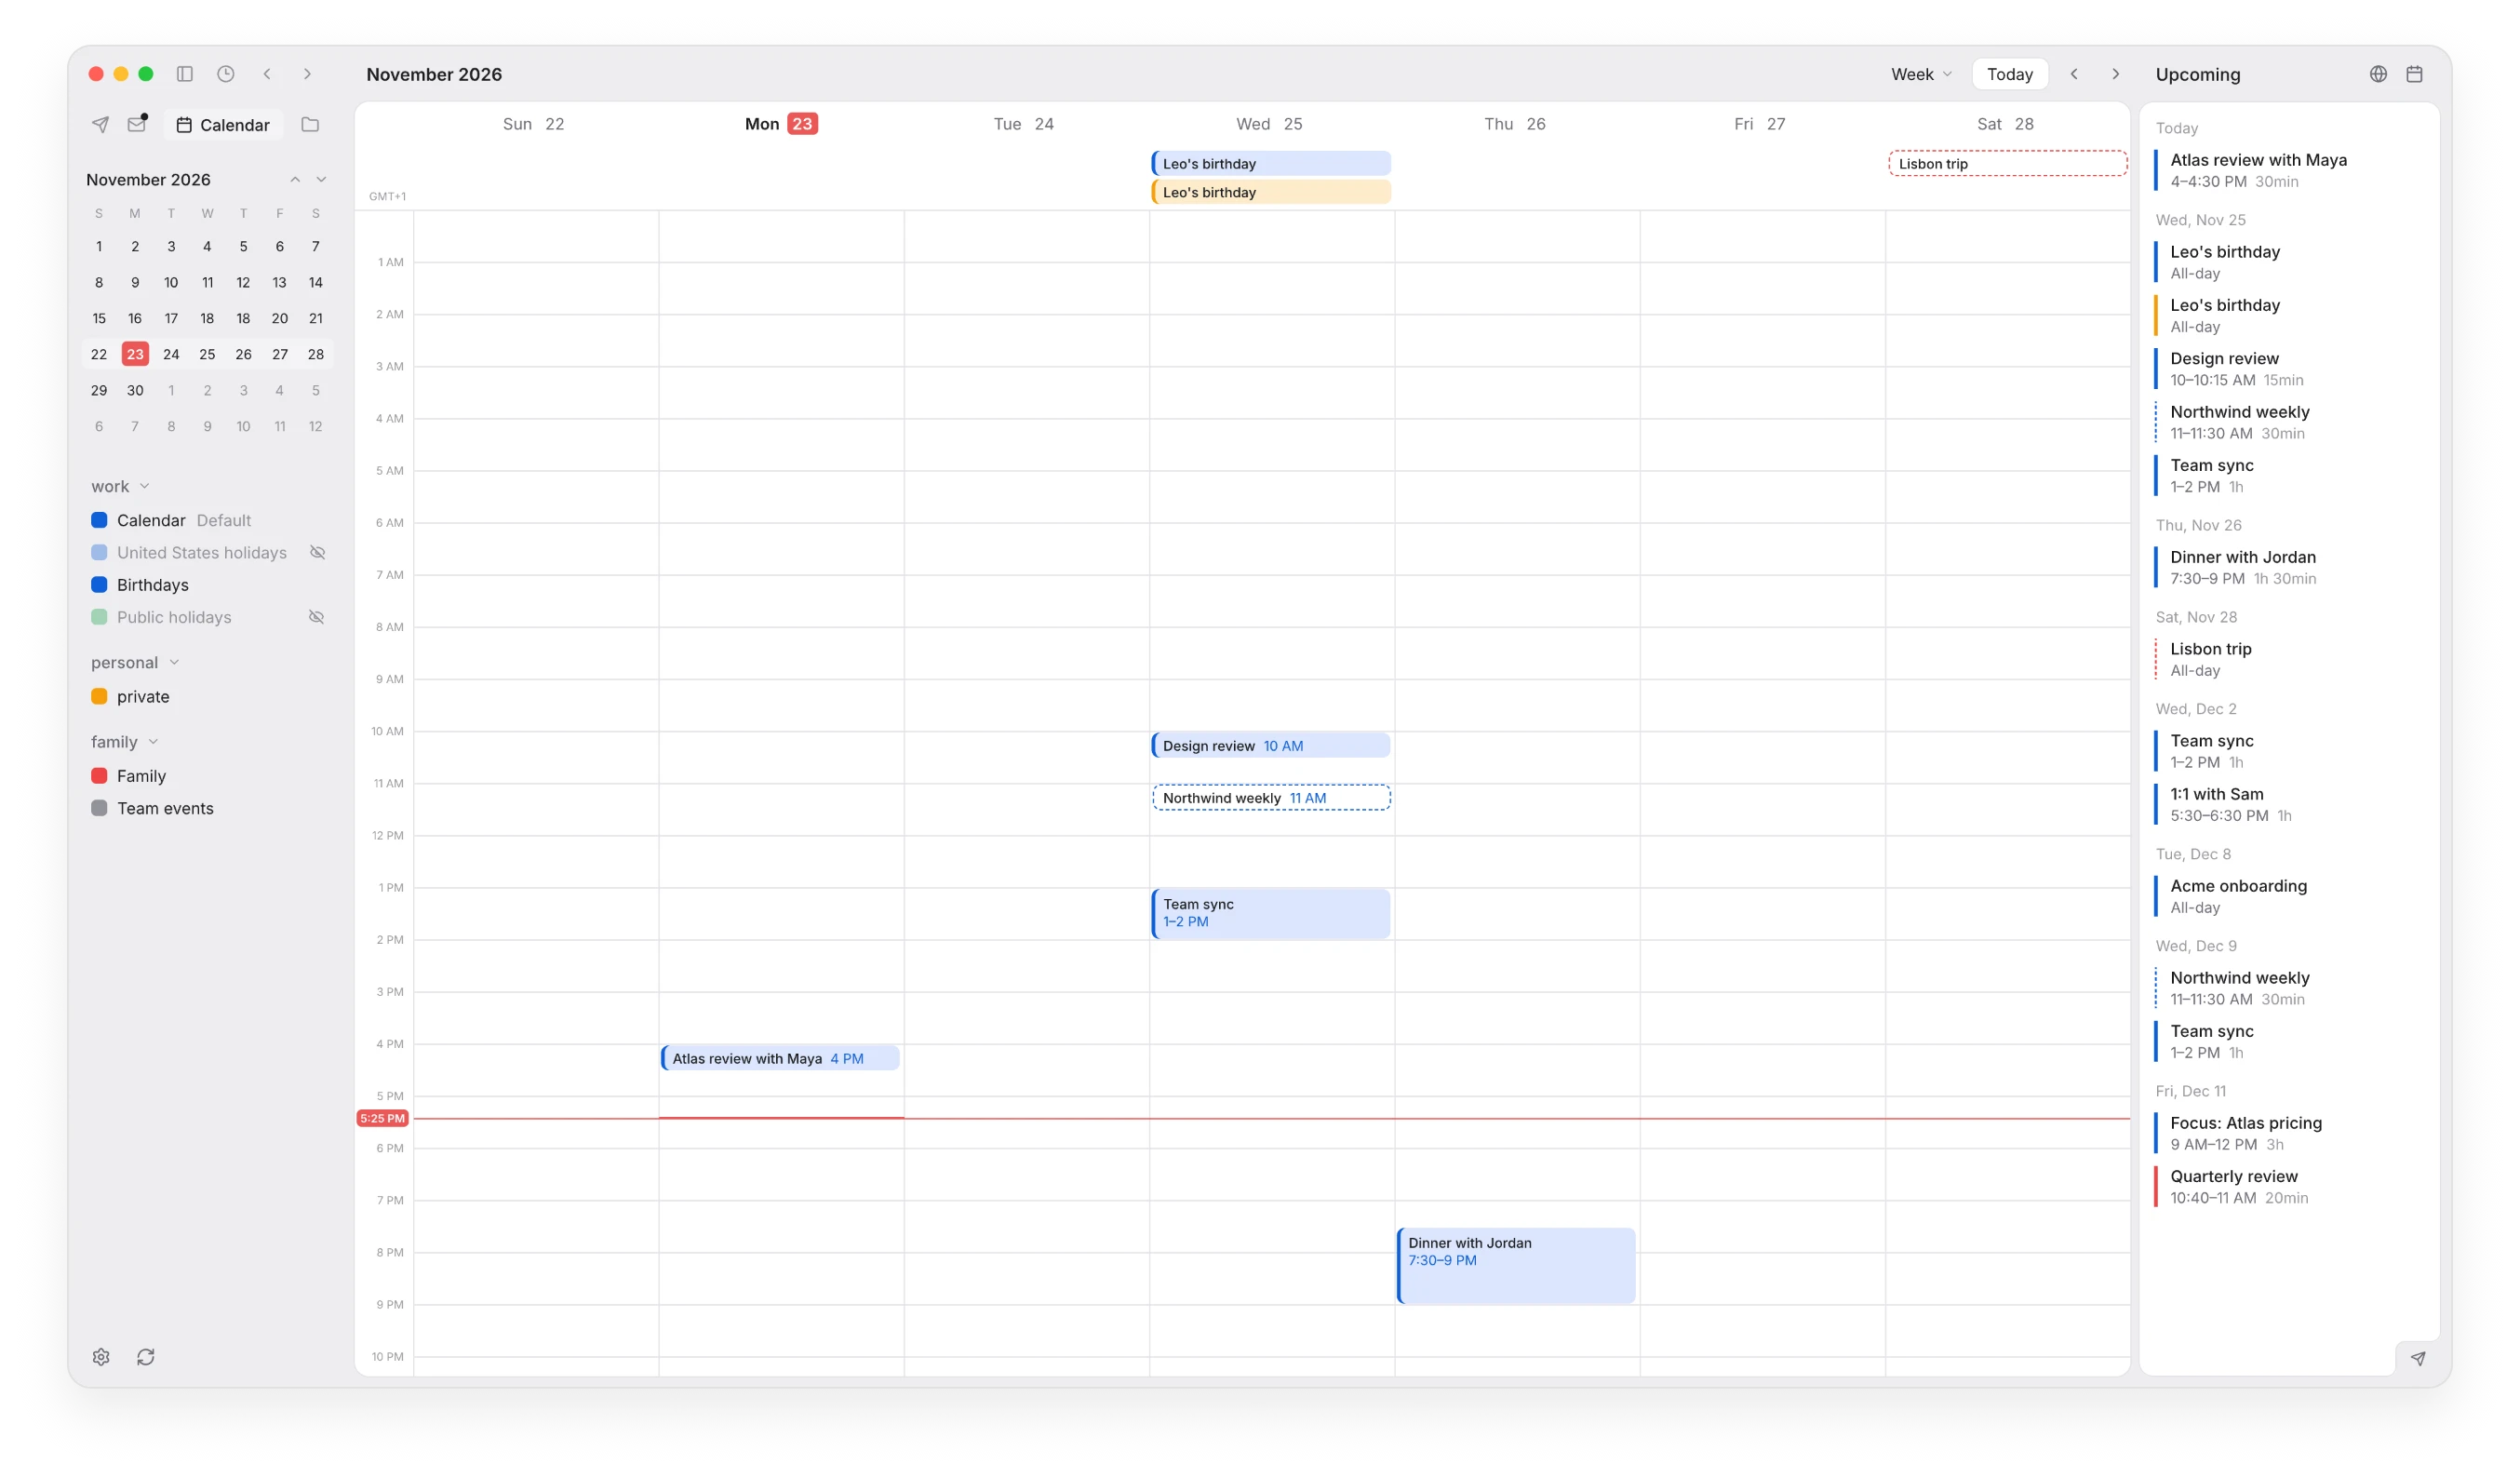 November 2026
Week
Today
Upcoming
Calendar
November 2026
S M T W T F S
1 2 3 4 5 6 7
8 9 10 11 12 13 14
15 16 17 18 18 20 21
22 23 24 25 26 27 28
29 30 1 2 3 4 5
6 7 8 9 10 11 12
work
Calendar Default
United States holidays
Birthdays
Public holidays
personal
private
family
Family
Team events
Sun 22 Mon 23 Tue 24 Wed 25 Thu 26 Fri 27 Sat 28
Leo's birthday
Lisbon trip
Leo's birthday
GMT+1
1 AM
2 AM
3 AM
4 AM
5 AM
6 AM
7 AM
8 AM
9 AM
10 AM
Design review 10 AM
11 AM
Northwind weekly 11 AM
12 PM
1 PM
Team sync
1–2 PM
2 PM
3 PM
4 PM
Atlas review with Maya 4 PM
5 PM
5:25 PM
6 PM
7 PM
Dinner with Jordan
8 PM
7:30–9 PM
9 PM
10 PM
Today
Atlas review with Maya
4–4:30 PM 30min
Wed, Nov 25
Leo's birthday
All-day
Leo's birthday
All-day
Design review
10–10:15 AM 15min
Northwind weekly
11–11:30 AM 30min
Team sync
1–2 PM 1h
Thu, Nov 26
Dinner with Jordan
7:30–9 PM 1h 30min
Sat, Nov 28
Lisbon trip
All-day
Wed, Dec 2
Team sync
1–2 PM 1h
1:1 with Sam
5:30–6:30 PM 1h
Tue, Dec 8
Acme onboarding
All-day
Wed, Dec 9
Northwind weekly
11–11:30 AM 30min
Team sync
1–2 PM 1h
Fri, Dec 11
Focus: Atlas pricing
9 AM–12 PM 3h
Quarterly review
10:40–11 AM 20min